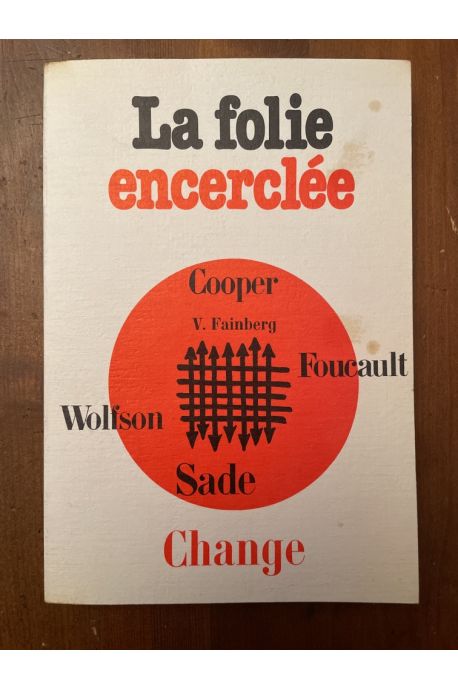 La folie
encerclée
Cooper
V. Fainberg
Foucault
Wolfson
Sade
Change